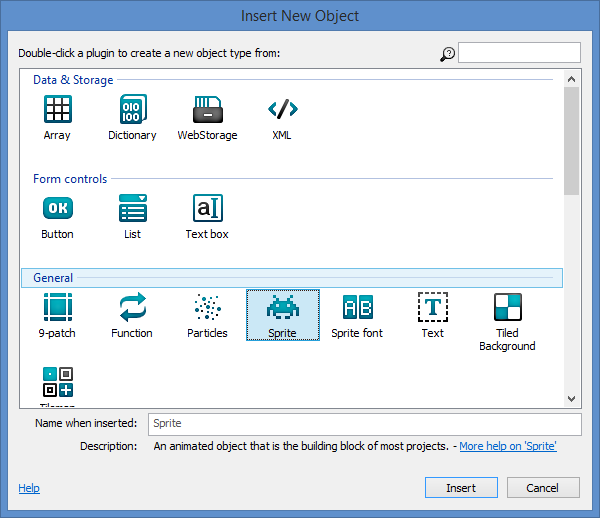 Insert New Object
Double-click a plugin to create a new object type from:
Data & Storage
Array Dictionary WebStorage XML
Form controls
OK
Button List Text box
General
9-patch Function Particles Sprite Sprite font Text Tiled Background
Tilemap
Name when inserted: Sprite
Description: An animated object that is the building block of most projects. - More help on 'Sprite'
Help Insert Cancel